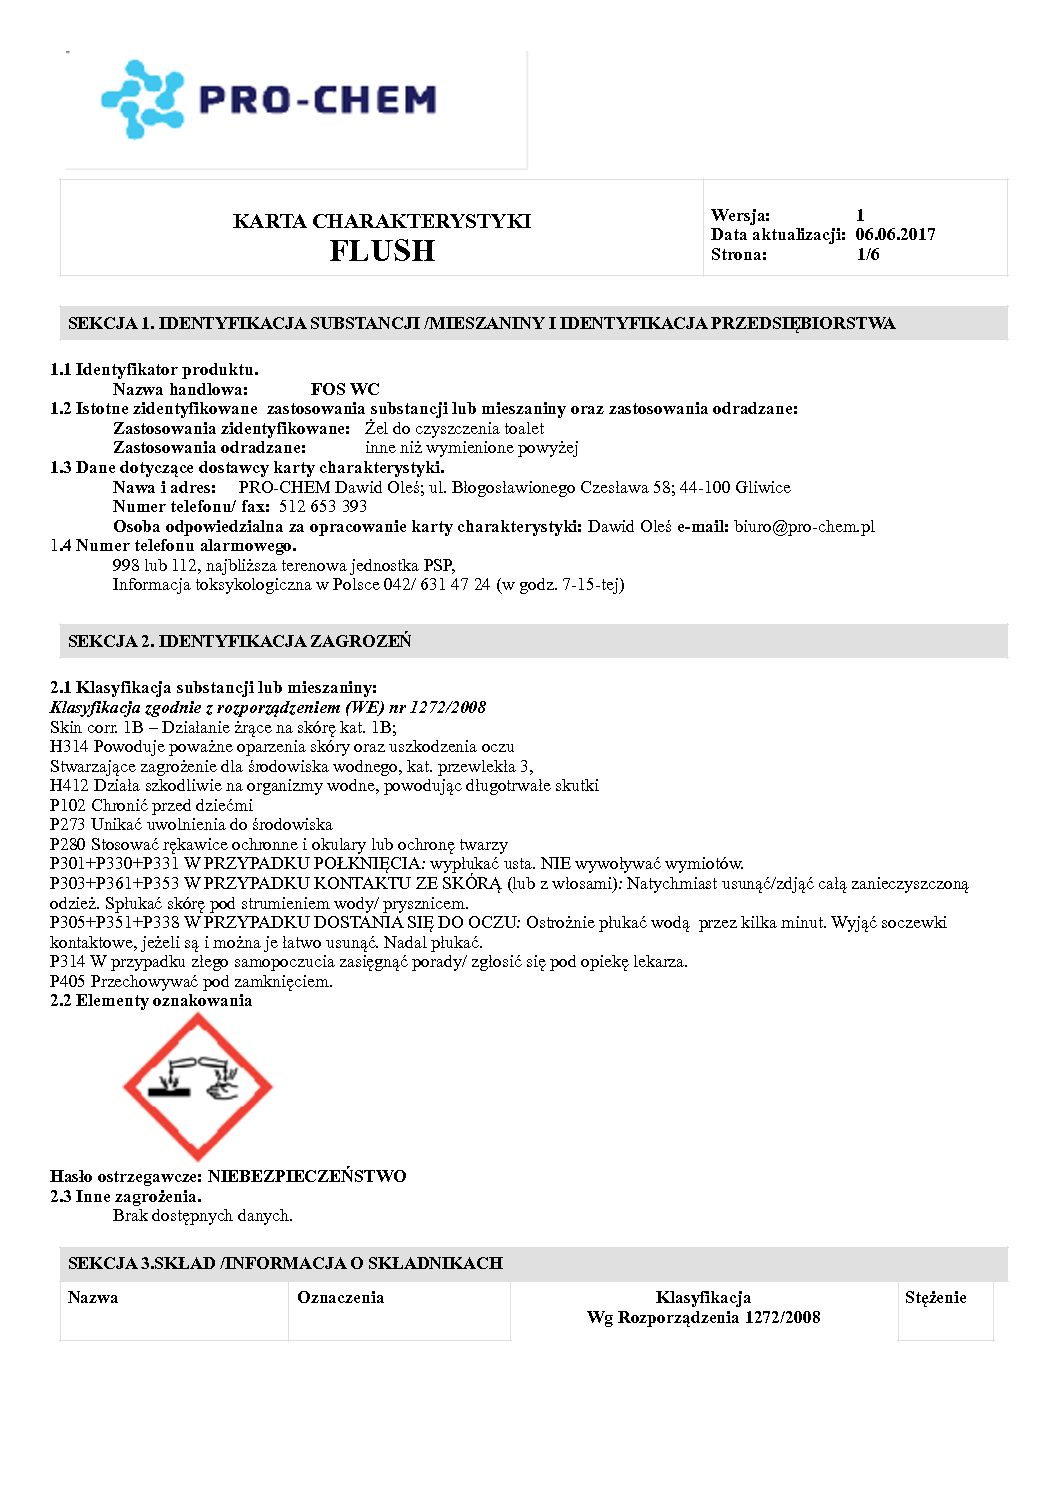 PRO-CHEM
KARTA CHARAKTERYSTYKI
FLUSH
Wersja: 1
Data aktualizacji: 06.06.2017
Strona: 1/6
SEKCJA 1. IDENTYFIKACJA SUBSTANCJI /MIESZANINY I IDENTYFIKACJA PRZEDSIĘBIORSTWA
1.1 Identyfikator produktu.
Nazwa handlowa: FOS WC
1.2 Istotne zidentyfikowane zastosowania substancji lub mieszaniny oraz zastosowania odradzane:
Zastosowania zidentyfikowane: Żel do czyszczenia toalet
Zastosowania odradzane: inne niż wymienione powyżej
1.3 Dane dotyczące dostawcy karty charakterystyki.
Nawa i adres: PRO-CHEM Dawid Oleś; ul. Błogosławionego Czesława 58; 44-100 Gliwice
Numer telefonu/ fax: 512 653 393
Osoba odpowiedzialna za opracowanie karty charakterystyki: Dawid Oleś e-mail: biuro@pro-chem.pl
1.4 Numer telefonu alarmowego.
998 lub 112, najbliższa terenowa jednostka PSP,
Informacja toksykologiczna w Polsce 042/ 631 47 24 (w godz. 7-15-tej)
SEKCJA 2. IDENTYFIKACJA ZAGROZEŃ
2.1 Klasyfikacja substancji lub mieszaniny:
Klasyfikacja zgodnie z rozporządzeniem (WE) nr 1272/2008
Skin corr. 1B – Działanie żrące na skórę kat. 1B;
H314 Powoduje poważne oparzenia skóry oraz uszkodzenia oczu
Stwarzające zagrożenie dla środowiska wodnego, kat. przewlekła 3,
H412 Działa szkodliwie na organizmy wodne, powodując długotrwałe skutki
P102 Chronić przed dziećmi
P273 Unikać uwolnienia do środowiska
P280 Stosować rękawice ochronne i okulary lub ochronę twarzy
P301+P330+P331 W PRZYPADKU POŁKNIĘCIA: wypłukać usta. NIE wywoływać wymiotów.
P303+P361+P353 W PRZYPADKU KONTAKTU ZE SKÓRĄ (lub z włosami): Natychmiast usunąć/zdjąć całą zanieczyszczoną
odzież. Spłukać skórę pod strumieniem wody/ prysznicem.
P305+P351+P338 W PRZYPADKU DOSTANIA SIĘ DO OCZU: Ostrożnie płukać wodą przez kilka minut. Wyjąć soczewki
kontaktowe, jeżeli są i można je łatwo usunąć. Nadal płukać.
P314 W przypadku złego samopoczucia zasięgnąć porady/ zgłosić się pod opiekę lekarza.
P405 Przechowywać pod zamknięciem.
2.2 Elementy oznakowania
Hasło ostrzegawcze: NIEBEZPIECZEŃSTWO
2.3 Inne zagrożenia.
Brak dostępnych danych.
SEKCJA 3.SKŁAD /INFORMACJA O SKŁADNIKACH
Nazwa Oznaczenia Klasyfikacja Stężenie
Wg Rozporządzenia 1272/2008